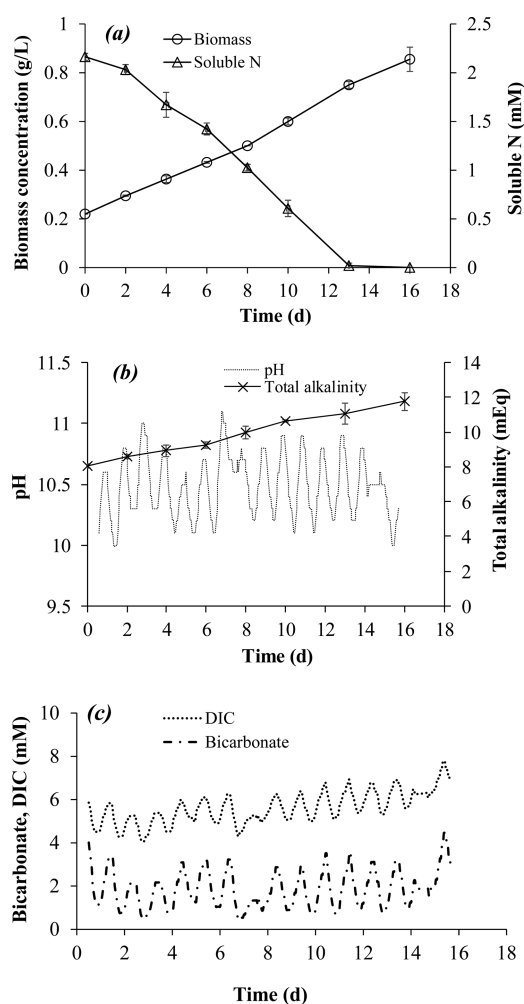 (a)
Biomass
Soluble N
Biomass concentration (g/L)
1
0.8
0.6
0.4
0.2
0
2.5
2
1.5
1
0.5
0
Soluble N (mM)
0 2 4 6 8 10 12 14 16 18
Time (d)
(b)
pH
Total alkalinity
pH
11.5
11
10.5
10
9.5
14
12
10
8
6
4
2
0
Total alkalinity (mEq)
0 2 4 6 8 10 12 14 16 18
Time (d)
(c)
DIC
Bicarbonate
Bicarbonate, DIC (mM)
10
8
6
4
2
0
0 2 4 6 8 10 12 14 16 18
Time (d)